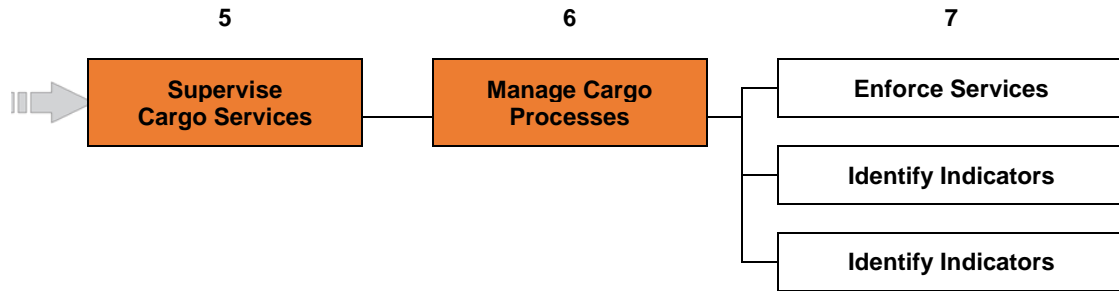 5
6
7
Supervise
Cargo Services
Manage Cargo
Processes
Enforce Services
Identify Indicators
Identify Indicators